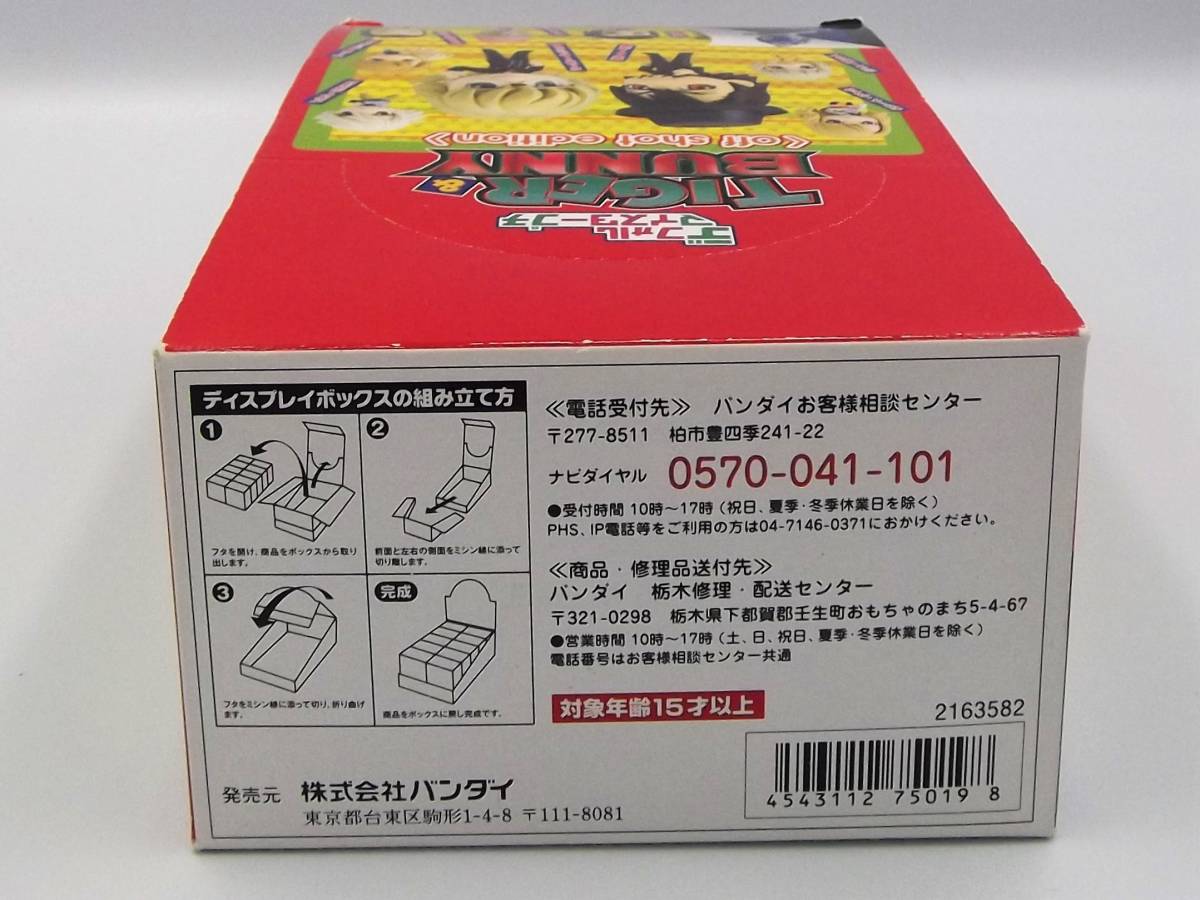 《off shot edition》
TIGER &
BUNNY
デフォル
マイスョープチ
ディスプレイボックスの組み立て方
1
フタを開け、商品をボックスから取り
出します。
2
前面と左右の側面をミシン線に添って
切り離します。
3
フタをミシン線に添って切り、折り曲げ
ます。
完成
商品をボックスに戻し完成です。
≪電話受付先≫ バンダイお客様相談センター
〒277-8511 柏市豊四季241-22
ナビダイヤル 0570-041-101
●受付時間 10時〜17時(祝日、夏季・冬季休業日を除く)
PHS、IP電話等をご利用の方は04-7146-0371におかけください。
≪商品・修理品送付先≫
バンダイ 栃木修理・配送センター
〒321-0298 栃木県下都賀郡壬生町おもちゃのまち5-4-67
●営業時間 10時〜17時(土、日、祝日、夏季・冬季休業日を除く)
電話番号はお客様相談センター共通
対象年齢15才以上
2163582
4543112 75019 8
発売元 株式会社バンダイ
東京都台東区駒形1-4-8 〒111-8081